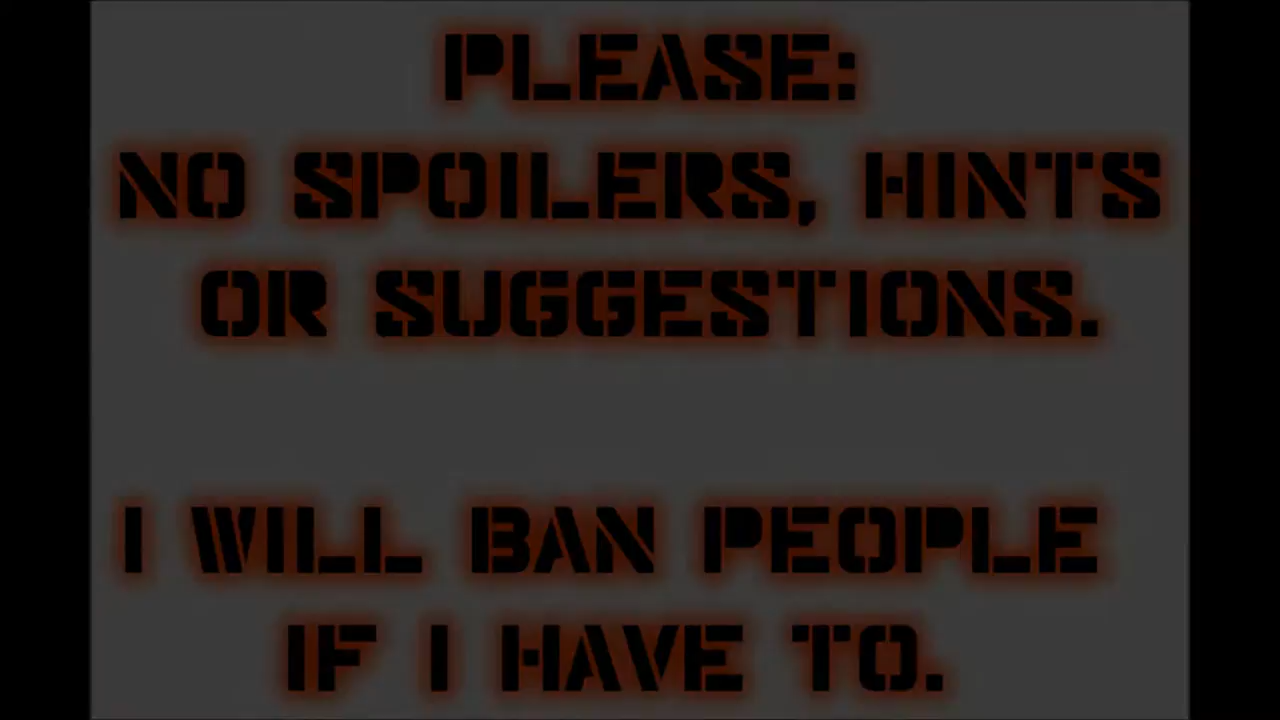 PLEASE:
NO SPOILERS, HINTS
OR SUGGESTIONS.
I WILL BAN PEOPLE
IF I HAVE TO.